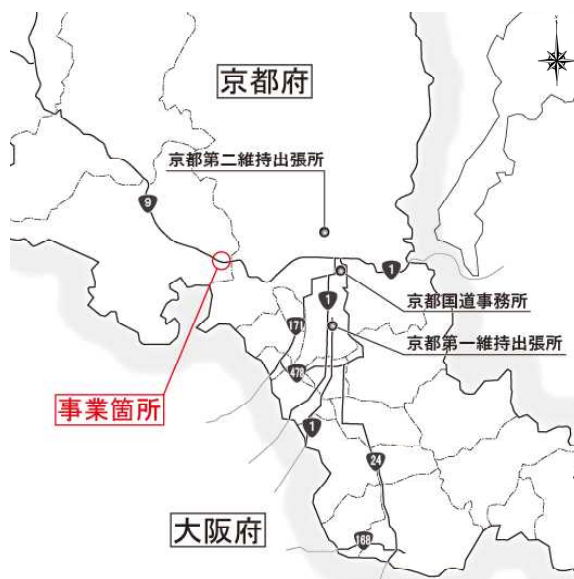 京都府
京都第二維持出張所
9
1
京都国道事務所
1
171
京都第一維持出張所
478
事業箇所
1
24
大阪府
168